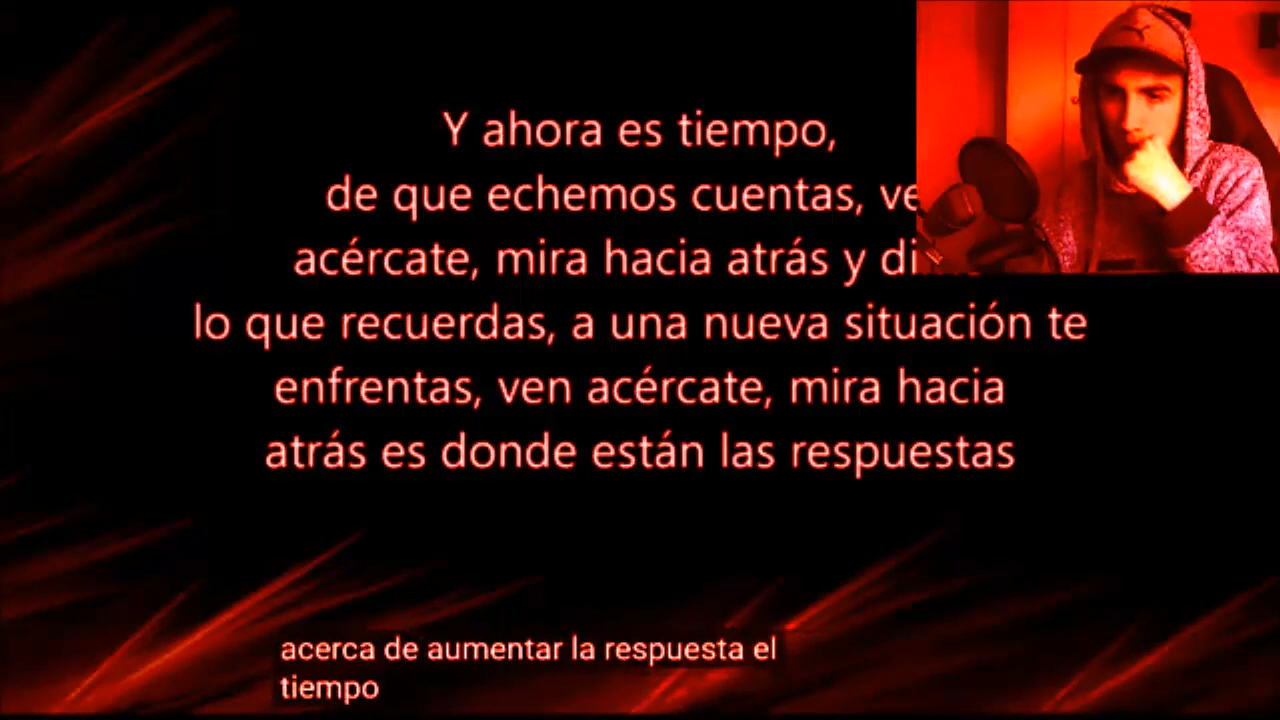 Y ahora es tiempo,
de que echemos cuentas,
acércate, mira hacia atrás y
lo que recuerdas, a una nueva situación te
enfrentas, ven acércate, mira hacia
atrás es donde están las respuestas
acerca de aumentar la respuesta el
tiempo